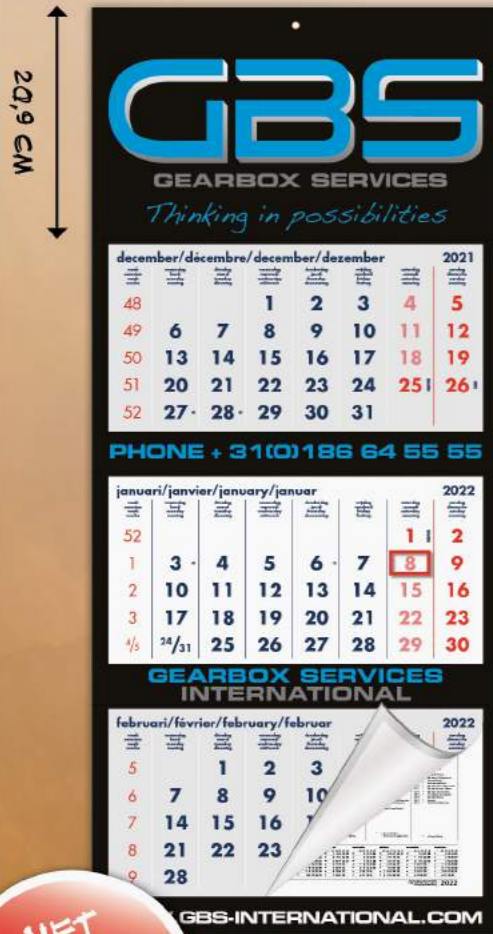 20,9 CM
GBS
GEARBOX SERVICES
Thinking in possibilities
december/décembre/december/dezember 2021
48 1 2 3 4 5
49 6 7 8 9 10 11 12
50 13 14 15 16 17 18 19
51 20 21 22 23 24 25 26
52 27 28 29 30 31
PHONE + 31(0)186 64 55 55
januari/janvier/january/januar 2022
52 1 2
1 3 4 5 6 7 8 9
2 10 11 12 13 14 15 16
3 17 18 19 20 21 22 23
4/5 24/31 25 26 27 28 29 30
GEARBOX SERVICES
INTERNATIONAL
februari/février/february/februar 2022
5 1 2 3
6 7 8 9 10
7 14 15 16
8 21 22 23
9 28
2022
GBS-INTERNATIONAL.COM